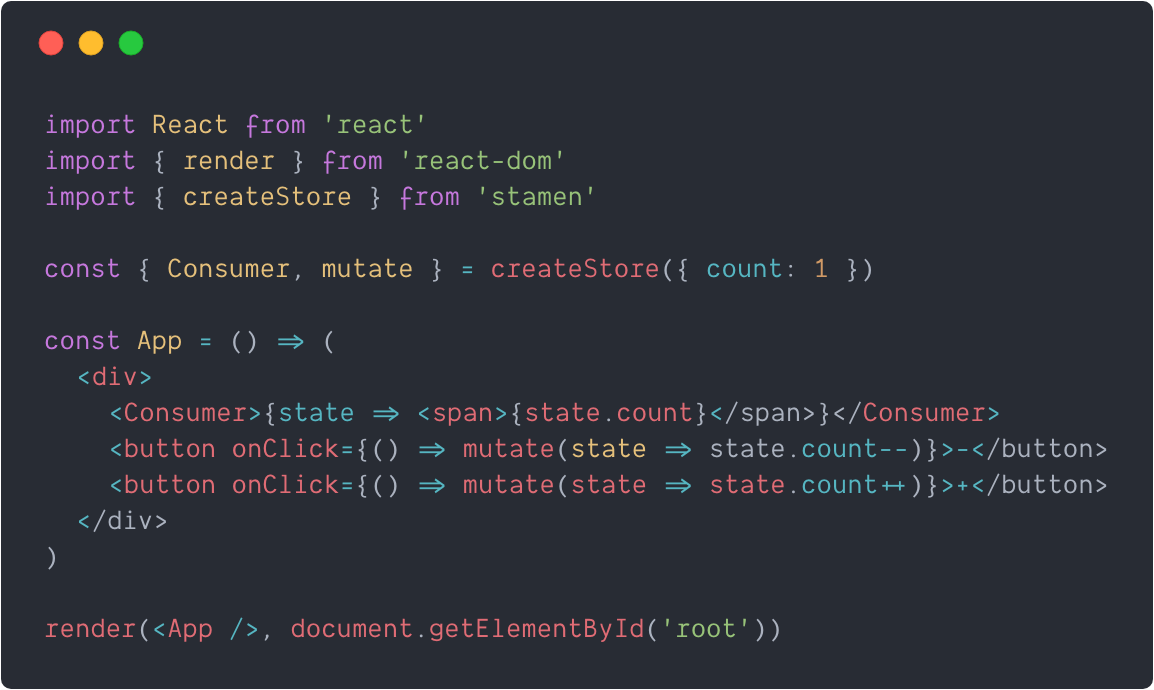 import React from 'react'
import { render } from 'react-dom'
import { createStore } from 'stamen'

const { Consumer, mutate } = createStore({ count: 1 })

const App = () => (
  <div>
    <Consumer>{state => <span>{state.count}</span>}</Consumer>
    <button onClick={() => mutate(state => state.count--)}>-</button>
    <button onClick={() => mutate(state => state.count++)}>+</button>
  </div>
)

render(<App />, document.getElementById('root'))